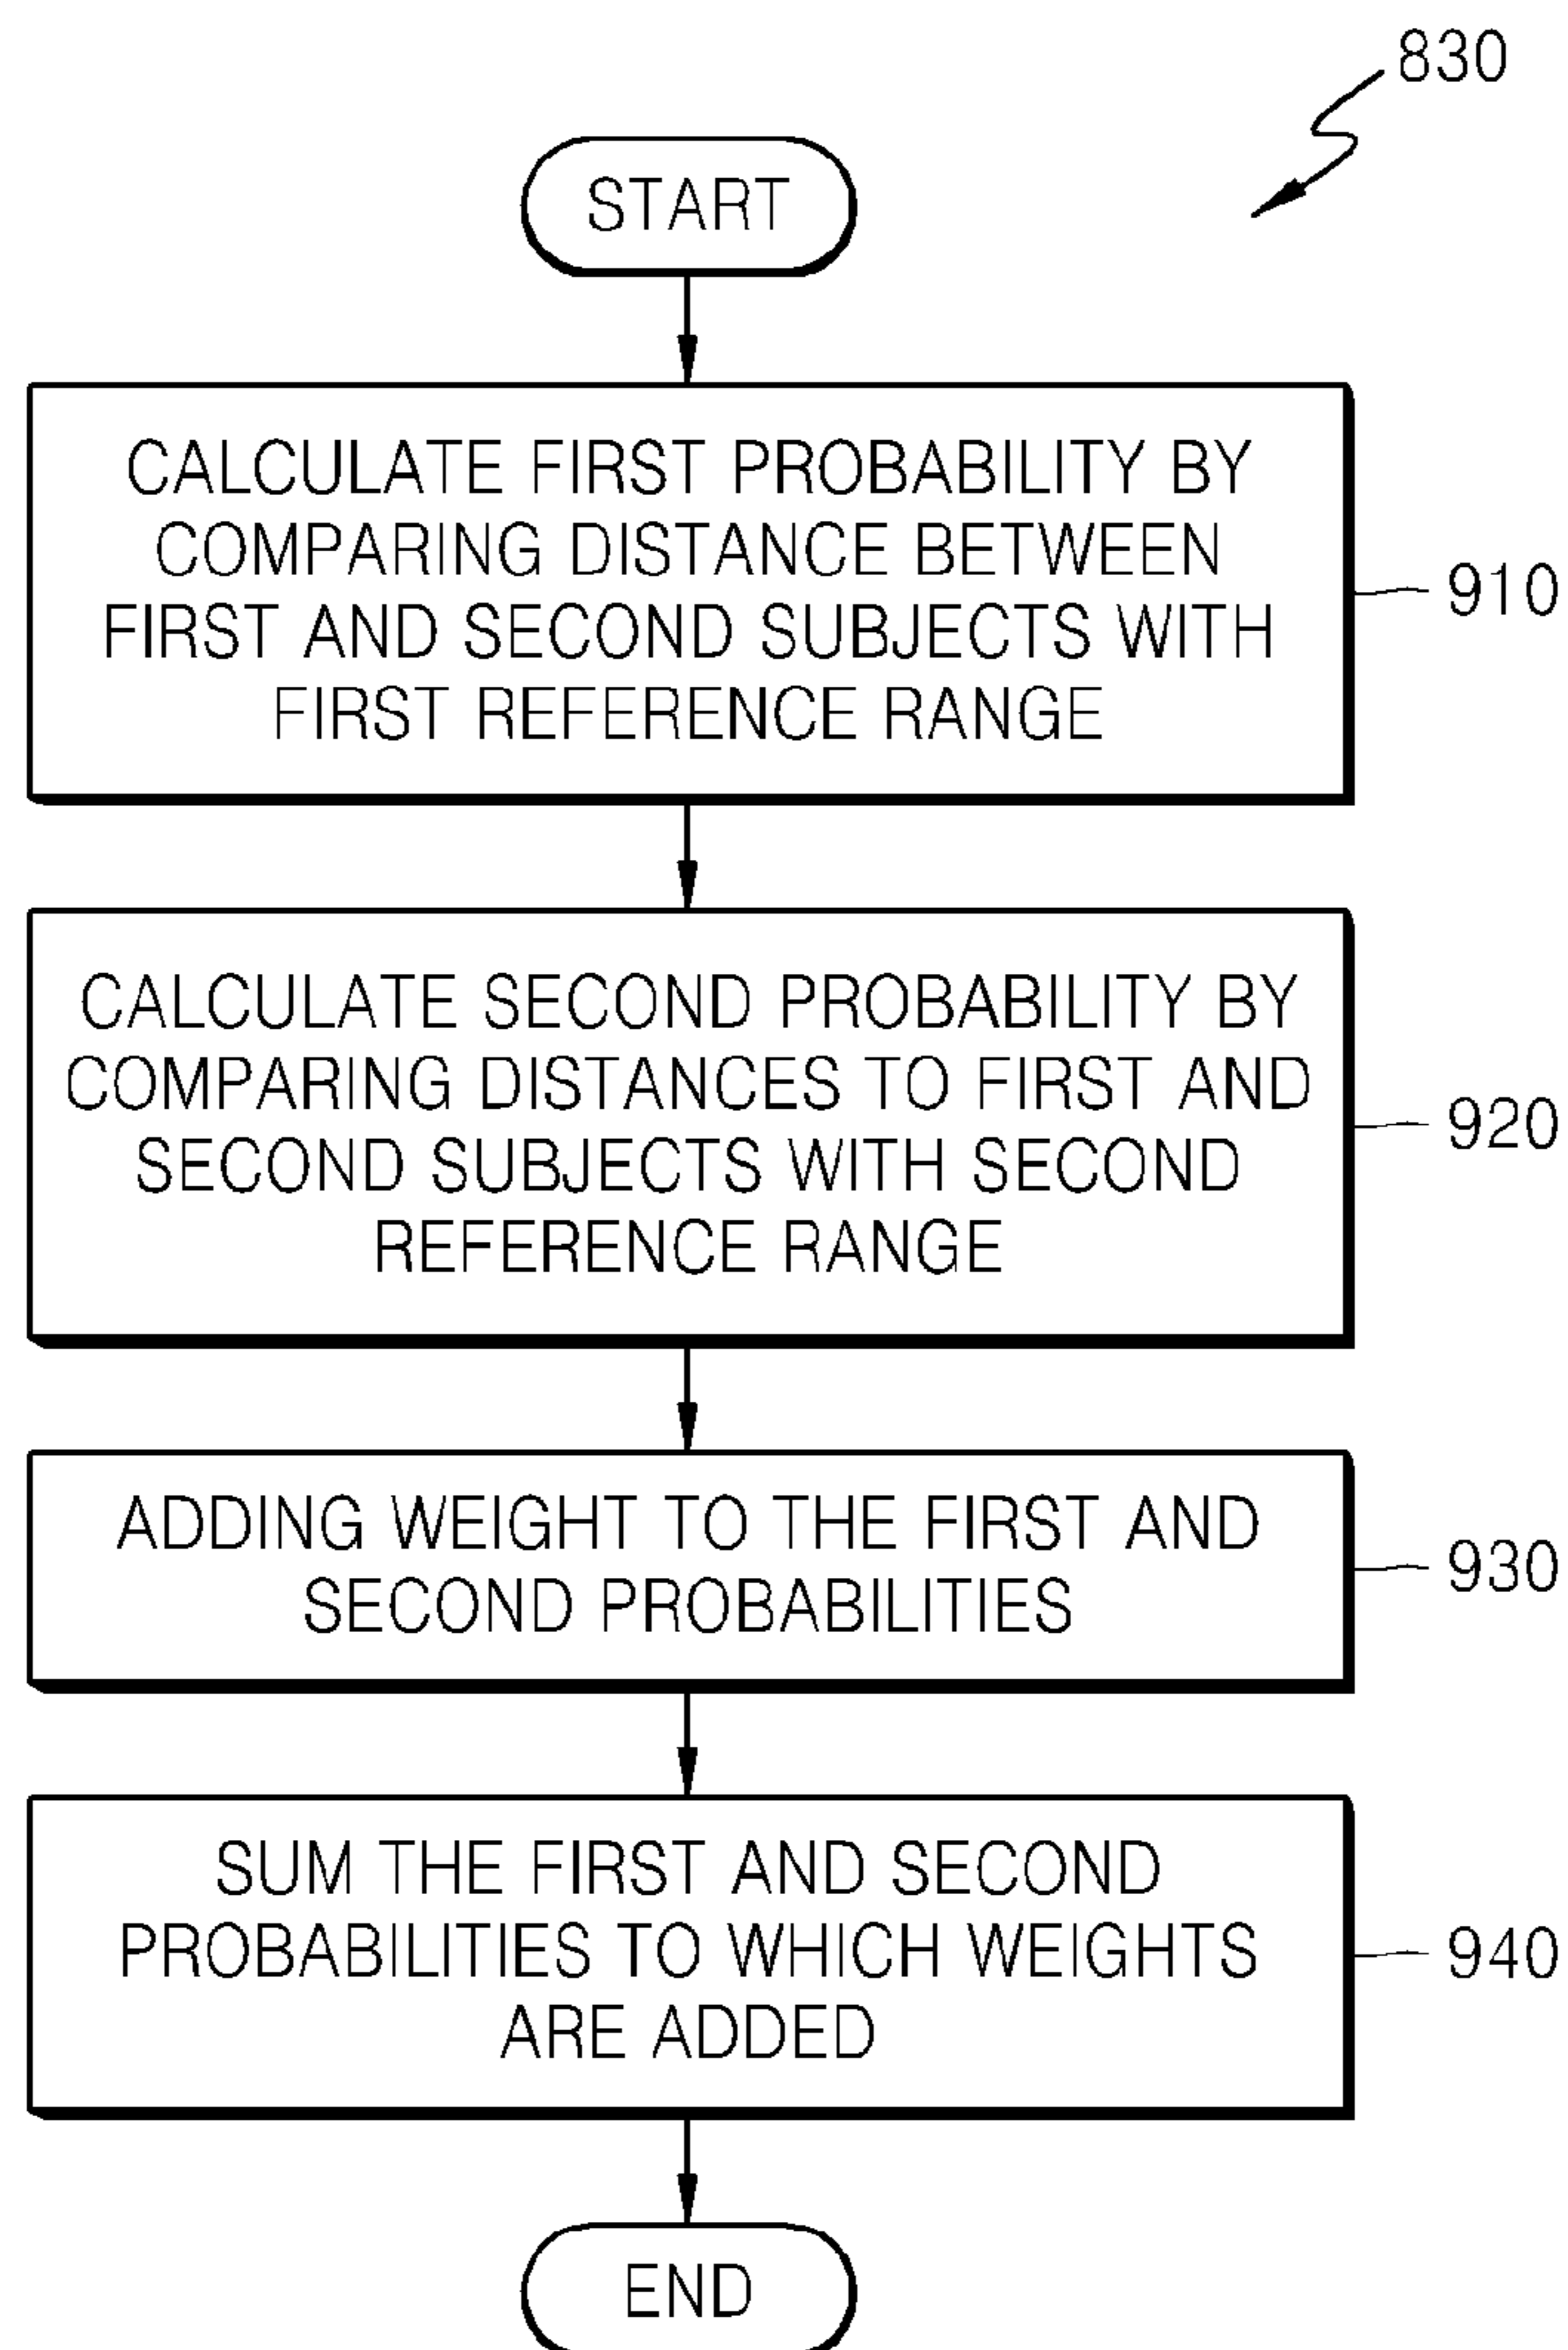 830
START
CALCULATE FIRST PROBABILITY BY
COMPARING DISTANCE BETWEEN
FIRST AND SECOND SUBJECTS WITH
FIRST REFERENCE RANGE
910
CALCULATE SECOND PROBABILITY BY
COMPARING DISTANCES TO FIRST AND
SECOND SUBJECTS WITH SECOND
REFERENCE RANGE
920
ADDING WEIGHT TO THE FIRST AND
SECOND PROBABILITIES
930
SUM THE FIRST AND SECOND
PROBABILITIES TO WHICH WEIGHTS
ARE ADDED
940
END